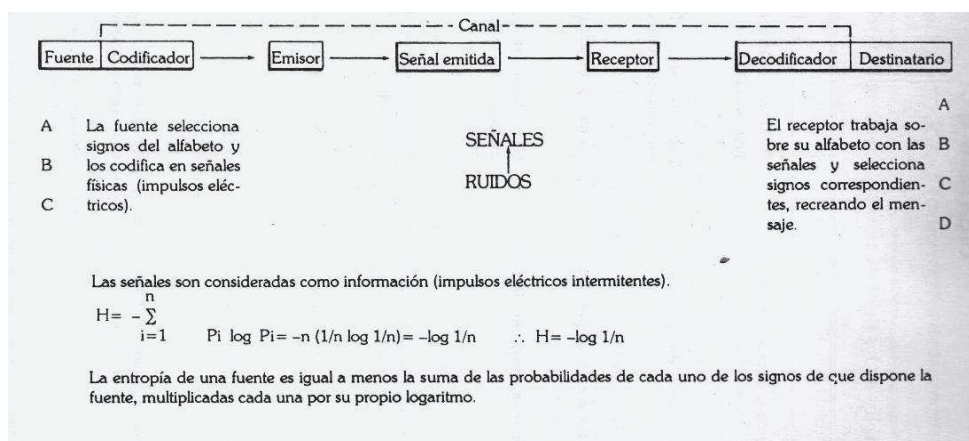 Canal
Fuente Codificador Emisor Señal emitida Receptor Decodificador Destinatario
A
B
C
La fuente selecciona
signos del alfabeto y
los codifica en señales
físicas (impulsos eléc-
tricos).
SEÑALES
RUIDOS
El receptor trabaja so-
bre su alfabeto con las
señales y selecciona
signos correspondien-
tes, recreando el men-
saje.
A
B
C
D
Las señales son consideradas como información (impulsos eléctricos intermitentes).
n
H= –Σ
i=1 Pi log Pi= –n (1/n log 1/n)= –log 1/n ∴ H= –log 1/n
La entropía de una fuente es igual a menos la suma de las probabilidades de cada uno de los signos de que dispone la
fuente, multiplicadas cada una por su propio logaritmo.